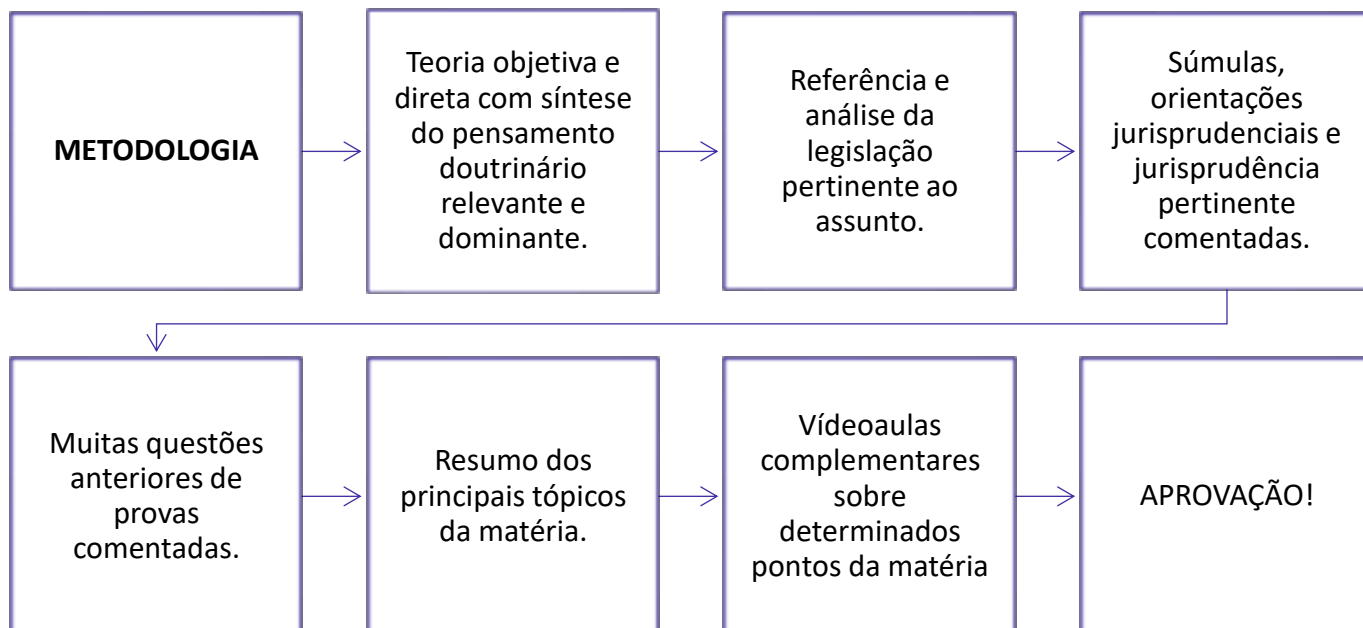 METODOLOGIA
Teoria objetiva e
direta com síntese
do pensamento
doutrinário
relevante e
dominante.
Referência e
análise da
legislação
pertinente ao
assunto.
Súmulas,
orientações
jurisprudenciais e
jurisprudência
pertinente
comentadas.
Muitas questões
anteriores de
provas
comentadas.
Resumo dos
principais tópicos
da matéria.
Vídeoaulas
complementares
sobre
determinados
pontos da matéria
APROVAÇÃO!